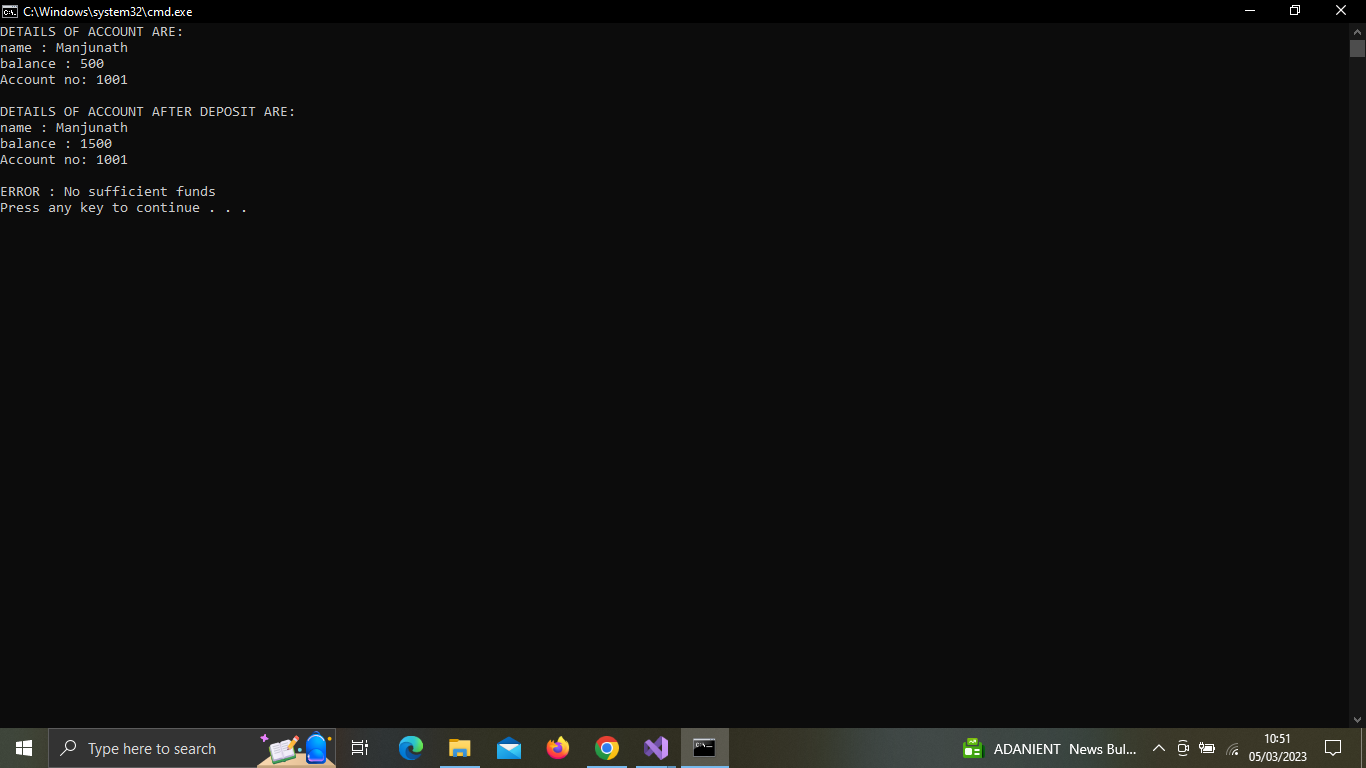 C:\Windows\system32\cmd.exe
DETAILS OF ACCOUNT ARE:
name : Manjunath
balance : 500
Account no: 1001
DETAILS OF ACCOUNT AFTER DEPOSIT ARE:
name : Manjunath
balance : 1500
Account no: 1001
ERROR : No sufficient funds
Press any key to continue . . .
Type here to search
ADANIENT News Bul...
10:51
05/03/2023